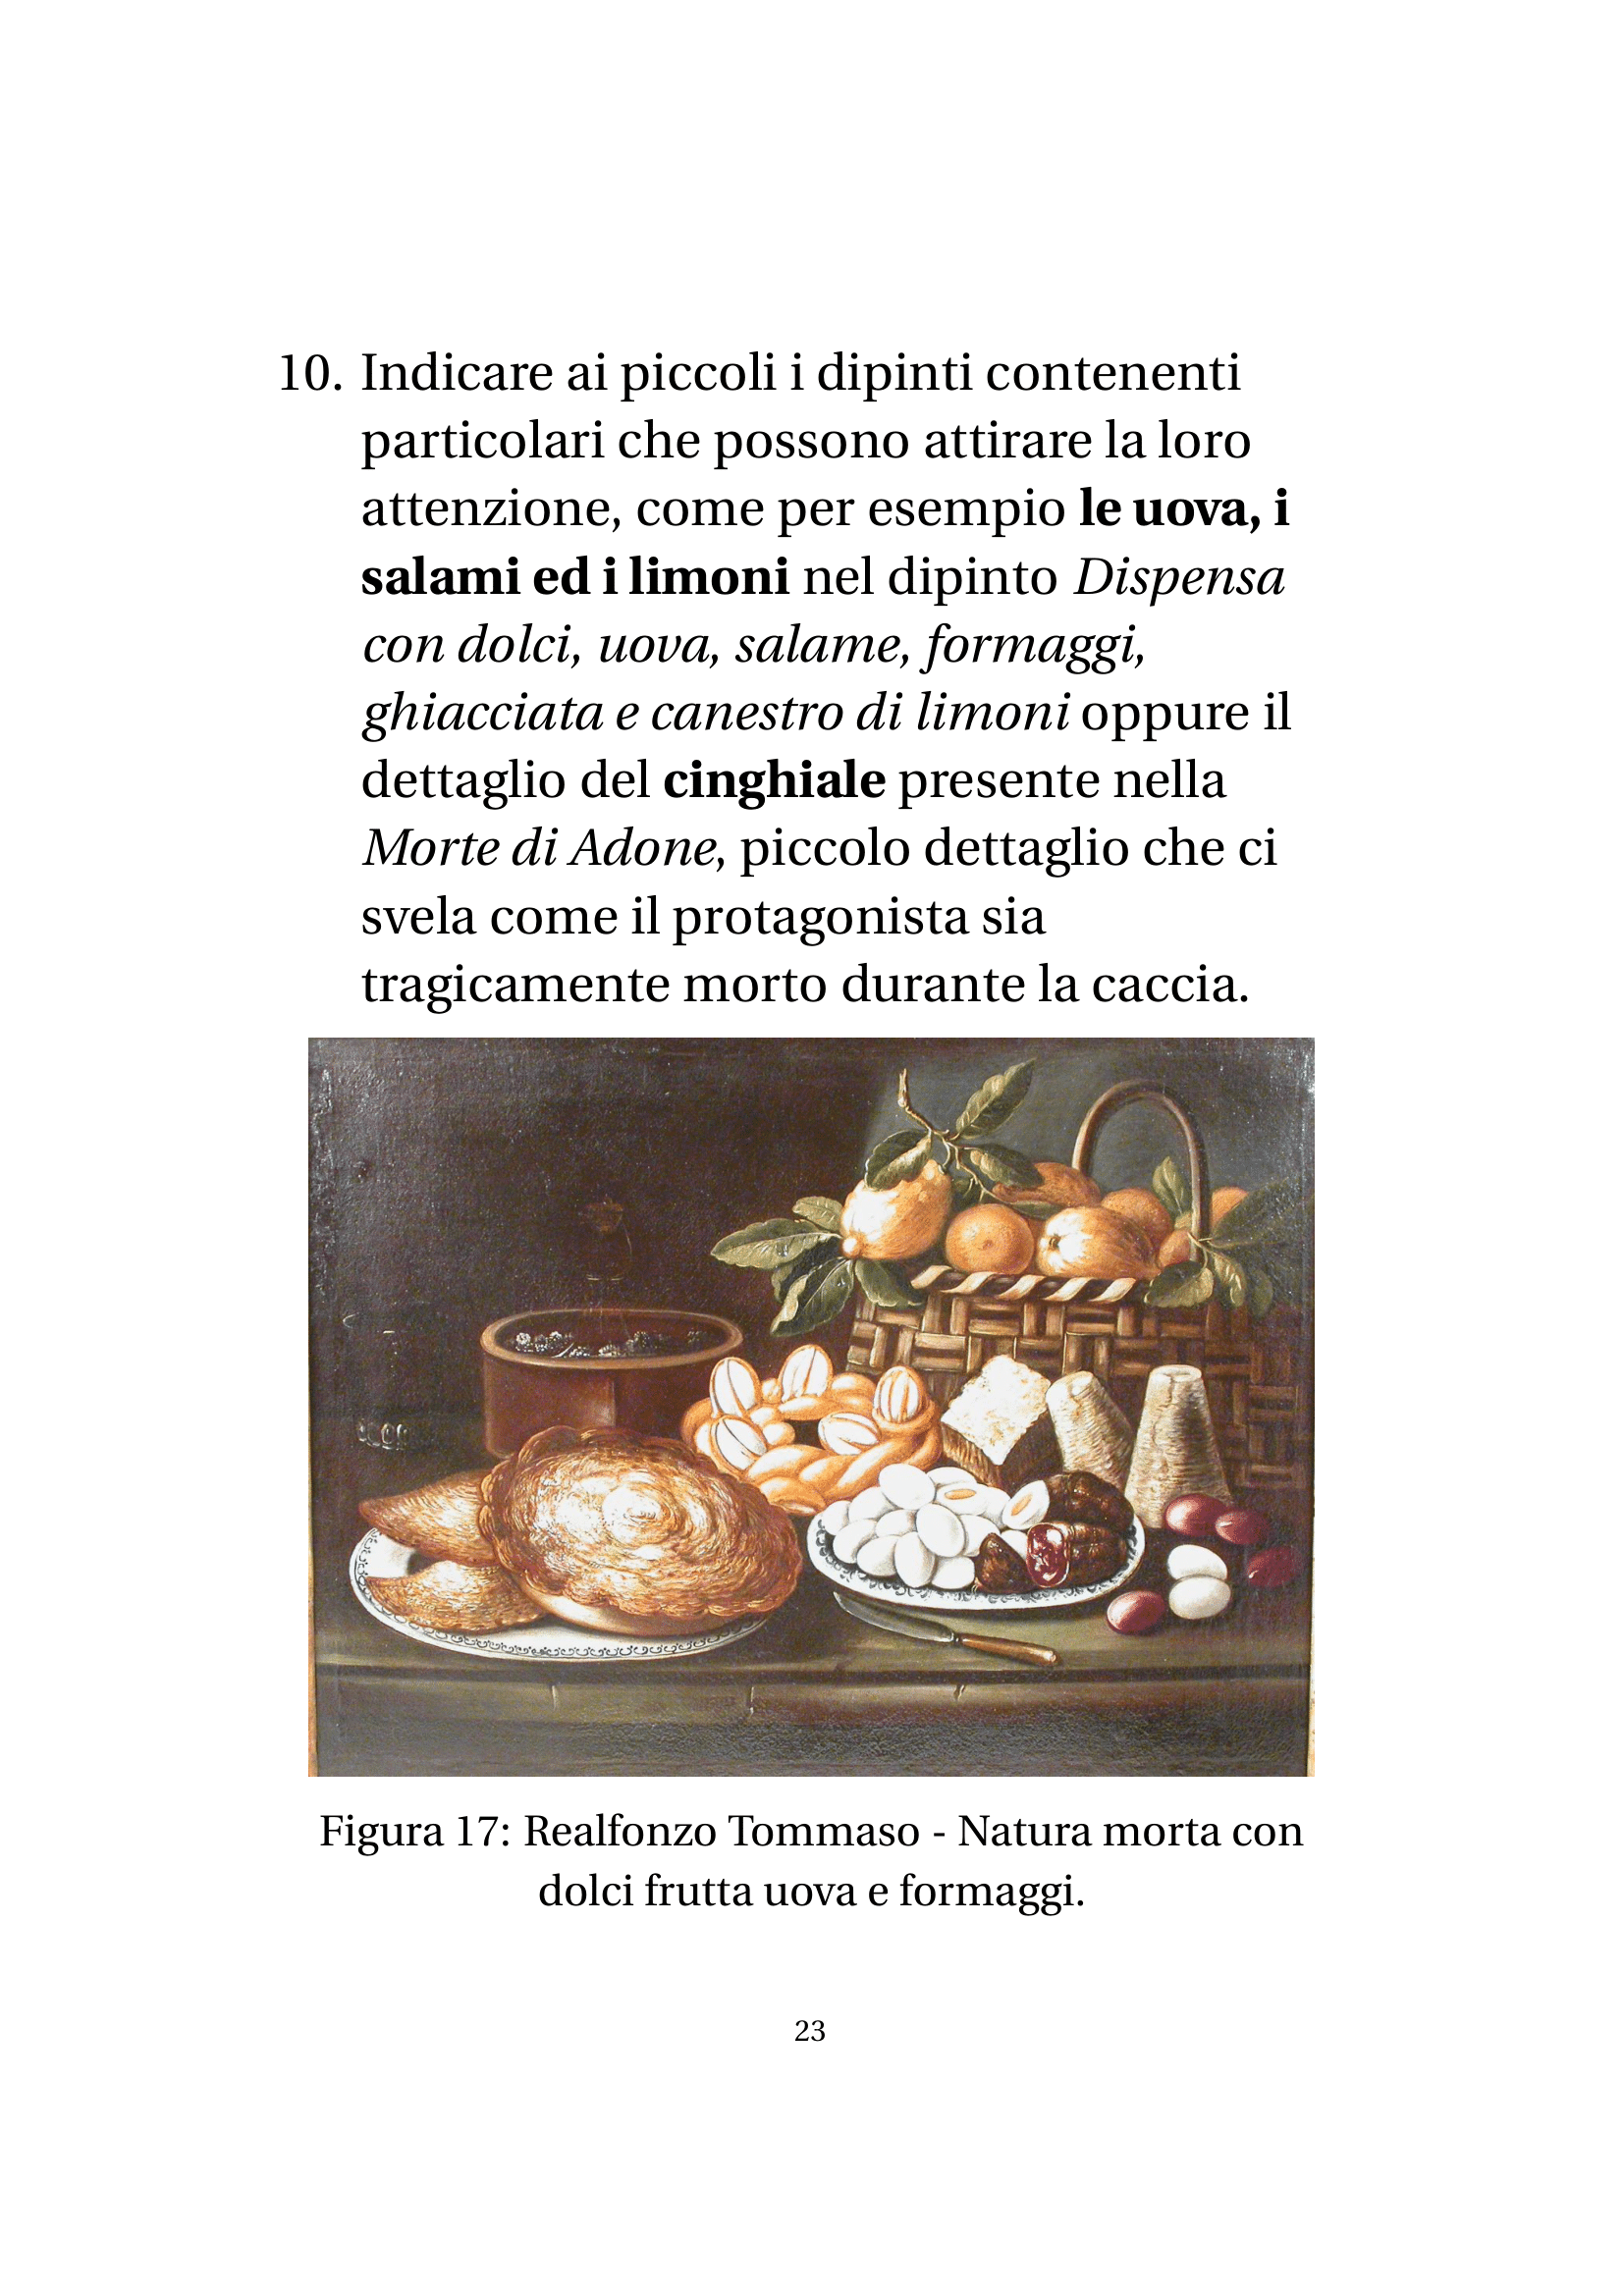 10. Indicare ai piccoli i dipinti contenenti
particolari che possono attirare la loro
attenzione, come per esempio le uova, i
salami ed i limoni nel dipinto Dispensa
con dolci, uova, salame, formaggi,
ghiacciata e canestro di limoni oppure il
dettaglio del cinghiale presente nella
Morte di Adone, piccolo dettaglio che ci
svela come il protagonista sia
tragicamente morto durante la caccia.
Figura 17: Realfonzo Tommaso - Natura morta con
dolci frutta uova e formaggi.
23